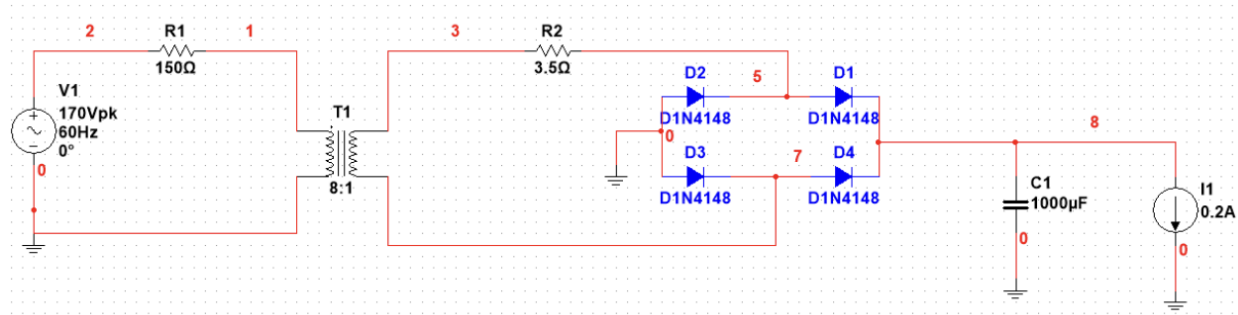 2
R1
1
150Ω
3
R2
3.5Ω
V1
170Vpk
60Hz
0°
0
T1
8:1
D2
5
D1
D1N4148
D1N4148
0
D3
7
D4
D1N4148
D1N4148
8
C1
1000µF
0
I1
0.2A
0